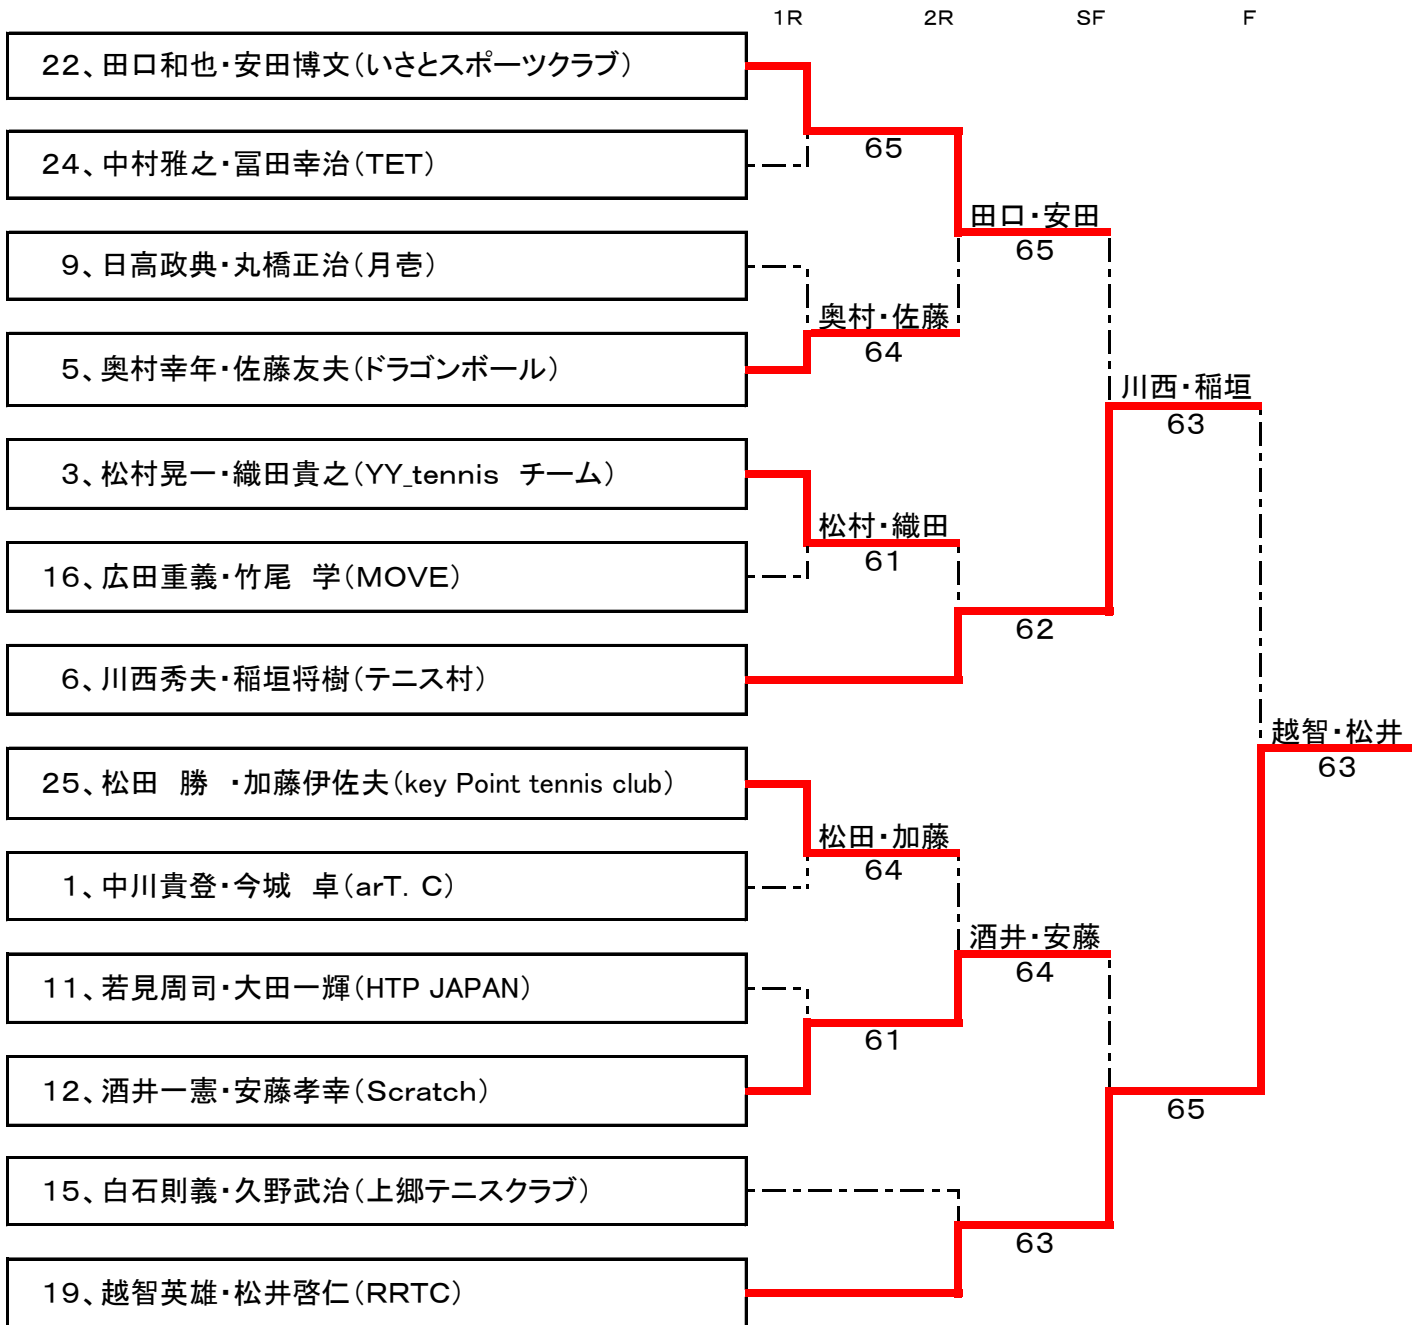 1R 2R SF F
22、田口和也・安田博文(いさとスポーツクラブ)
24、中村雅之・冨田幸治(TET)
65
田口・安田
65
9、日高政典・丸橋正治(月壱)
奥村・佐藤
64
5、奥村幸年・佐藤友夫(ドラゴンボール)
川西・稲垣
63
3、松村晃一・織田貴之(YY_tennis チーム)
松村・織田
61
16、広田重義・竹尾 学(MOVE)
62
6、川西秀夫・稲垣将樹(テニス村)
越智・松井
63
25、松田 勝 ・加藤伊佐夫(key Point tennis club)
松田・加藤
64
1、中川貴登・今城 卓(arT. C)
酒井・安藤
64
11、若見周司・大田一輝(HTP JAPAN)
61
12、酒井一憲・安藤孝幸(Scratch)
65
15、白石則義・久野武治(上郷テニスクラブ)
63
19、越智英雄・松井啓仁(RRTC)